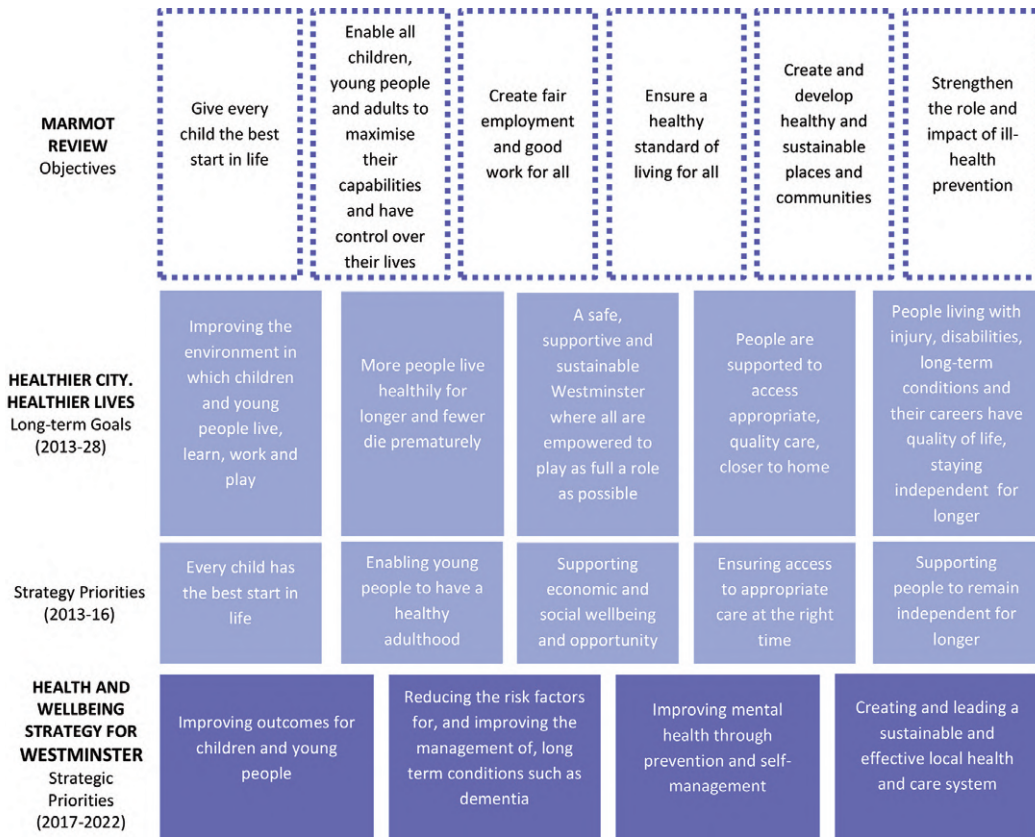 MARMOT
REVIEW
Objectives
Give every
child the best
start in life
Enable all
children,
young people
and adults to
maximise
their
capabilities
and have
control over
their lives
Create fair
employment
and good
work for all
Ensure a
healthy
standard of
living for all
Create and
develop
healthy and
sustainable
places and
communities
Strengthen
the role and
impact of ill-
health
prevention
HEALTHIER CITY.
HEALTHIER LIVES
Long-term Goals
(2013-28)
Improving the
environment in
which children
and young
people live,
learn, work and
play
More people live
healthily for
longer and fewer
die prematurely
A safe,
supportive and
sustainable
Westminster
where all are
empowered to
play as full a role
as possible
People are
supported to
access
appropriate,
quality care,
closer to home
People living with
injury, disabilities,
long-term
conditions and
their careers have
quality of life,
staying
independent for
longer
Strategy Priorities
(2013-16)
Every child has
the best start in
life
Enabling young
people to have a
healthy
adulthood
Supporting
economic and
social wellbeing
and opportunity
Ensuring access
to appropriate
care at the right
time
Supporting
people to remain
independent for
longer
HEALTH AND
WELLBEING
STRATEGY FOR
WESTMINSTER
Strategic
Priorities
(2017-2022)
Improving outcomes for
children and young
people
Reducing the risk factors
for, and improving the
management of, long
term conditions such as
dementia
Improving mental
health through
prevention and self-
management
Creating and leading a
sustainable and
effective local health
and care system